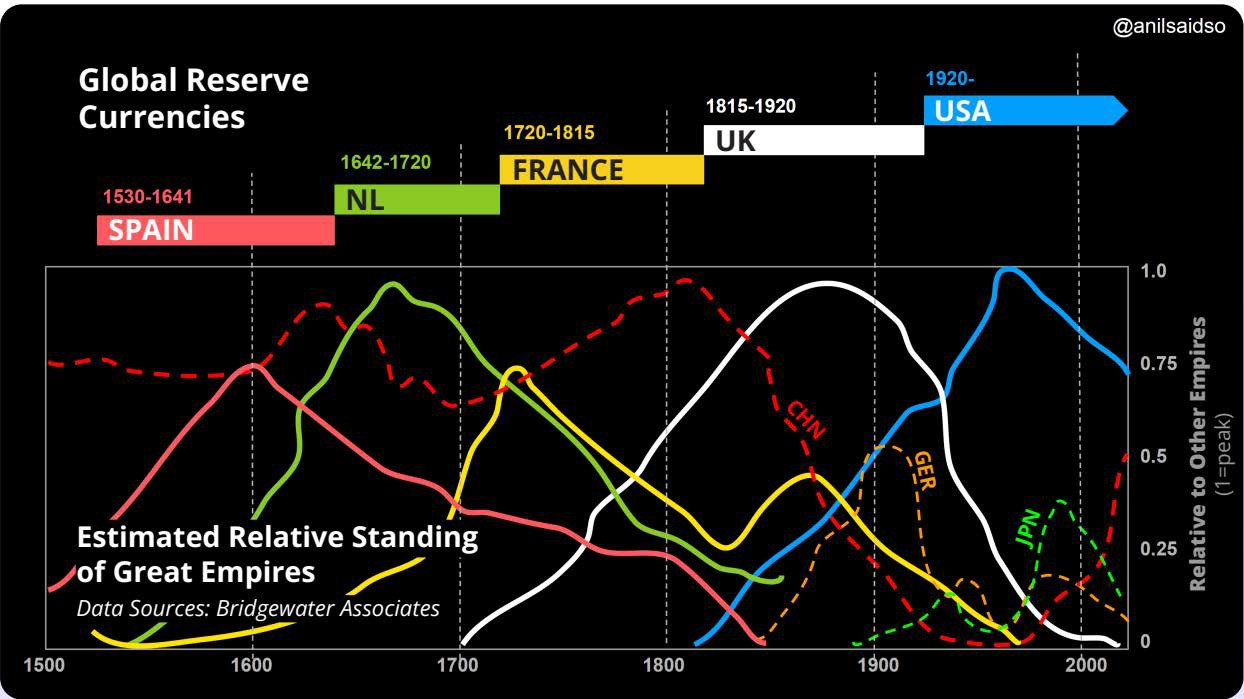 @anilsaidso
Global Reserve
Currencies
1920-
USA
1815-1920
UK
1720-1815
FRANCE
1642-1720
NL
1530-1641
SPAIN
1.0
0.75
0.5
0.25
0
Relative to Other Empires
(1=peak)
CHN
GER
JPN
Estimated Relative Standing
of Great Empires
Data Sources: Bridgewater Associates
1500
1600
1700
1800
1900
2000